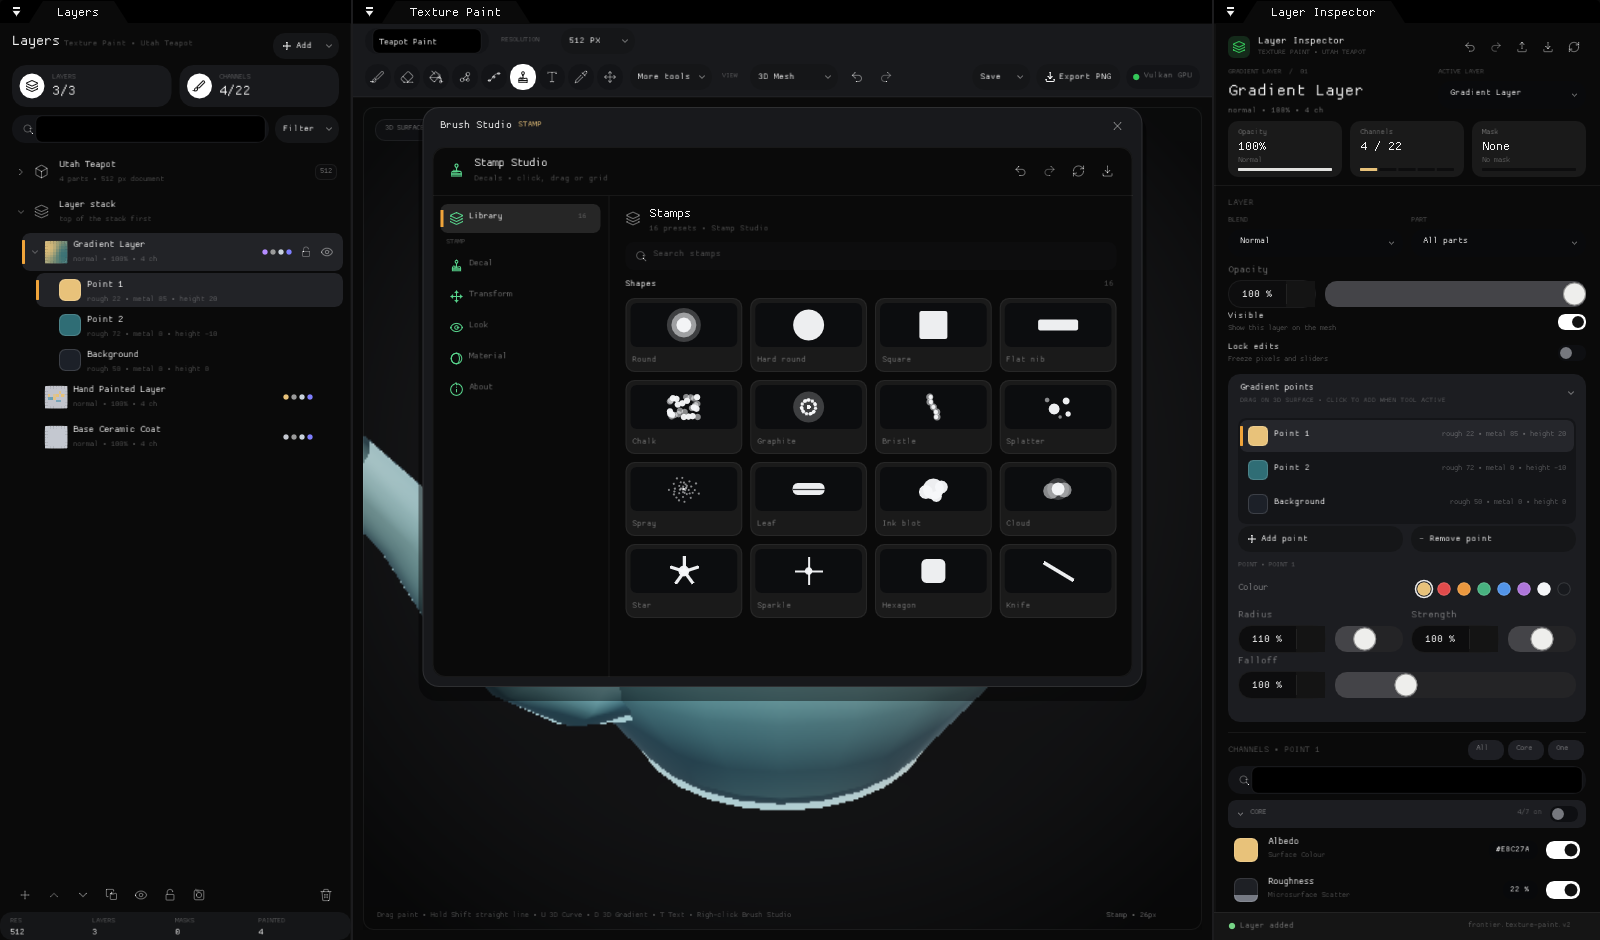 Layers
Texture Paint
Layer Inspector
Layers Texture Paint • Utah Teapot
Add
LAYERS
3/3
CHANNELS
4/22
Filter
Utah Teapot
4 parts • 512 px document
512
Layer stack
top of the stack first
Gradient Layer
normal • 100% • 4 ch
Point 1
rough 22 • metal 85 • height 20
Point 2
rough 72 • metal 0 • height -10
Background
rough 50 • metal 0 • height 0
Hand Painted Layer
normal • 100% • 4 ch
Base Ceramic Coat
normal • 100% • 4 ch
RES
512
LAYERS
3
MASKS
0
PAINTED
4
Teapot Paint
RESOLUTION
512 PX
More tools
VIEW
3D Mesh
Save
Export PNG
Vulkan GPU
3D SURFAC
Brush Studio STAMP
Stamp Studio
Decals • click, drag or grid
Library
16
STAMP
Decal
Transform
Look
Material
About
Stamps
16 presets • Stamp Studio
Search stamps
Shapes
16
Round
Hard round
Square
Flat nib
Chalk
Graphite
Bristle
Splatter
Spray
Leaf
Ink blot
Cloud
Star
Sparkle
Hexagon
Knife
Drag point • Hold Shift straight line • U 3D Curve • D 3D Gradient • T Text • Righ-click Brush Studio
Stamp • 26px
Layer Inspector
TEXTURE PAINT • UTAH TEAPOT
GRADIENT LAYER / 03
ACTIVE LAYER
Gradient Layer
Gradient Layer
normal • 100% • 4 ch
Opacity
100%
Normal
Channels
4 / 22
Mask
None
No mask
LAYER
BLEND
Normal
PART
All parts
Opacity
100 %
Visible
Show this layer on the mesh
Lock edits
Freeze pixels and sliders
Gradient points
DRAG ON 3D SURFACE • CLICK TO ADD WHEN TOOL ACTIVE
Point 1
rough 22 • metal 85 • height 20
Point 2
rough 72 • metal 0 • height -10
Background
rough 50 • metal 0 • height 0
Add point
- Remove point
POINT • POINT 1
Colour
Radius
110 %
Strength
100 %
Falloff
100 %
CHANNELS • POINT 1
All
Core
One
CORE
4/7 on
Albedo
Surface Colour
#E8C27A
Roughness
Microsurface Scatter
22 %
Layer added
frontier.texture-paint v2